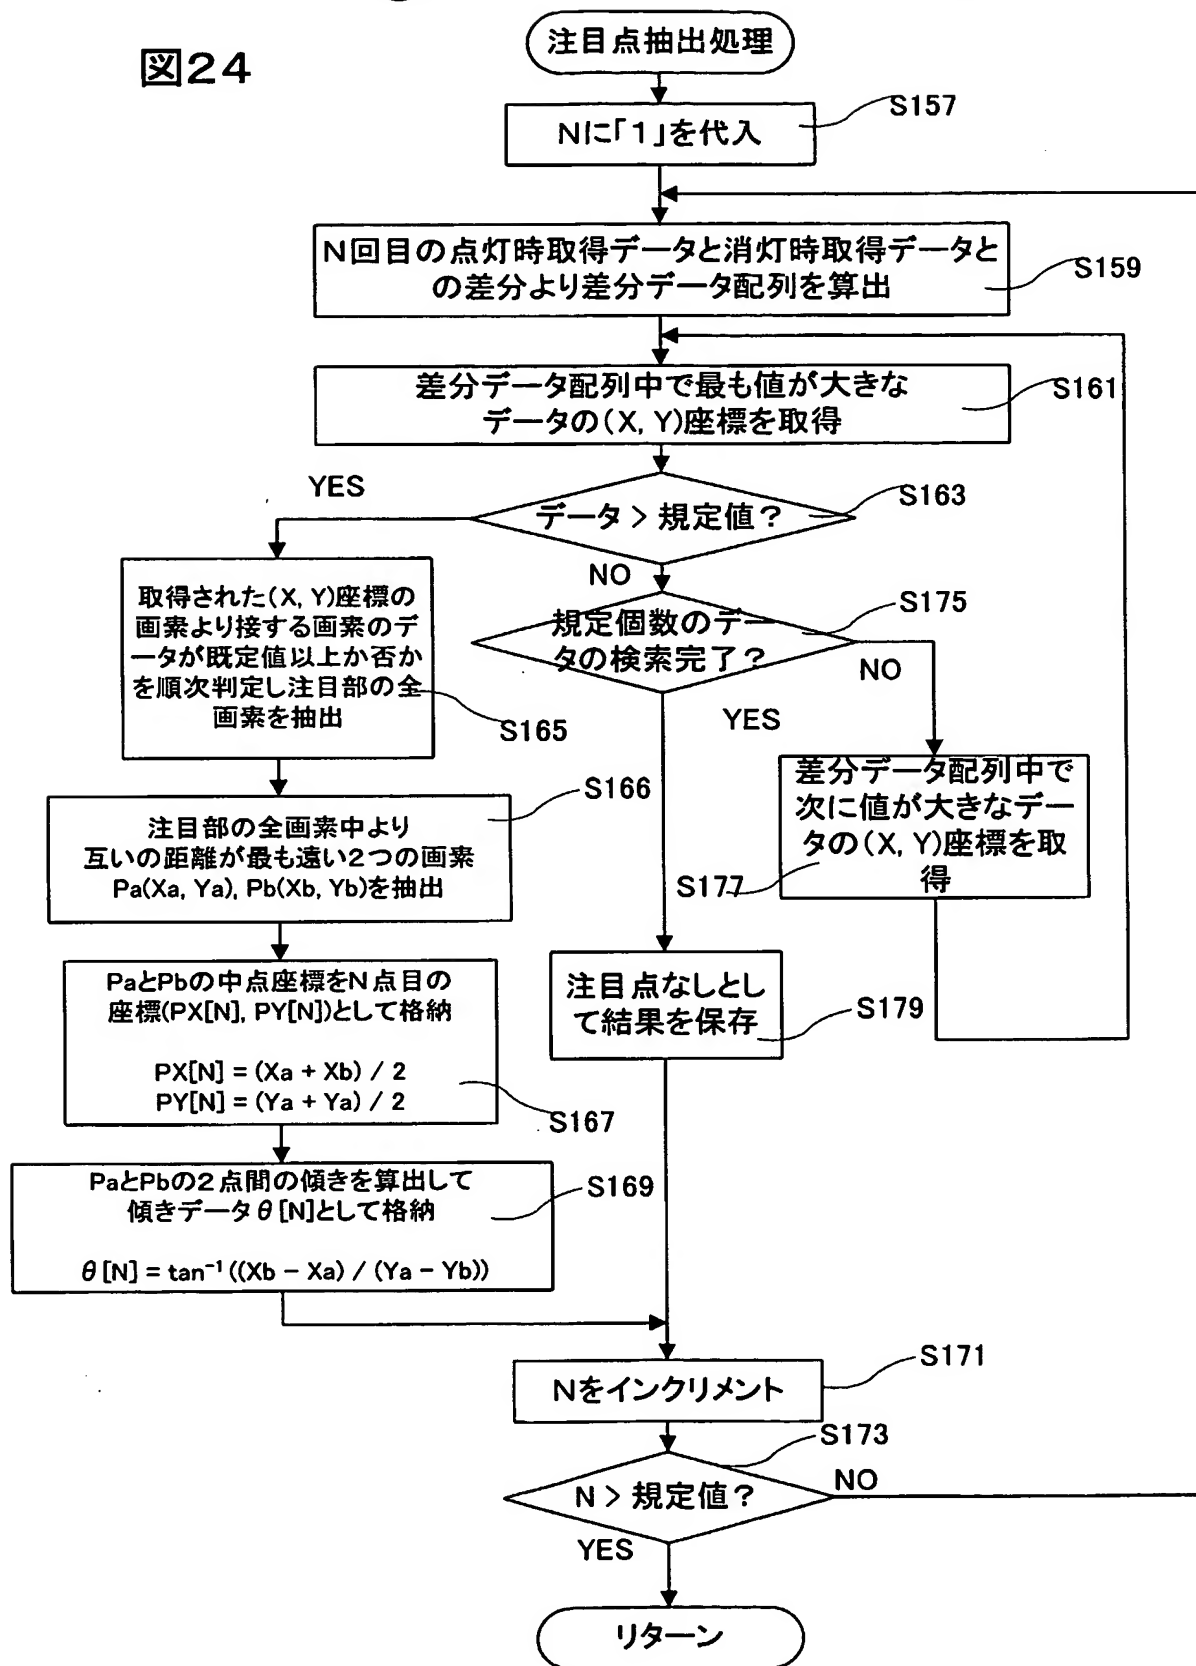 図24
注目点抽出処理
Nに「1」を代入
S157
N回目の点灯時取得データと消灯時取得データと
の差分より差分データ配列を算出
S159
差分データ配列中で最も値が大きな
データの(X, Y)座標を取得
S161
YES
データ > 規定値?
S163
NO
取得された(X, Y)座標の
画素より接する画素のデ
ータが既定値以上か否か
を順次判定し注目部の全
画素を抽出
S165
規定個数のデー
タの検索完了?
S175
NO
YES
差分データ配列中で
次に値が大きなデー
タの(X, Y)座標を取
得
S177
注目部の全画素中より
互いの距離が最も遠い2つの画素
Pa(Xa, Ya), Pb(Xb, Yb)を抽出
S166
PaとPbの中点座標をN点目の
座標(PX[N], PY[N])として格納
PX[N] = (Xa + Xb) / 2
PY[N] = (Ya + Ya) / 2
S167
注目点なしとし
て結果を保存
S179
PaとPbの2点間の傾きを算出して
傾きデータθ[N]として格納
θ[N] = tan⁻¹ ((Xb − Xa) / (Ya − Yb))
S169
Nをインクリメント
S171
N > 規定値?
S173
NO
YES
リターン